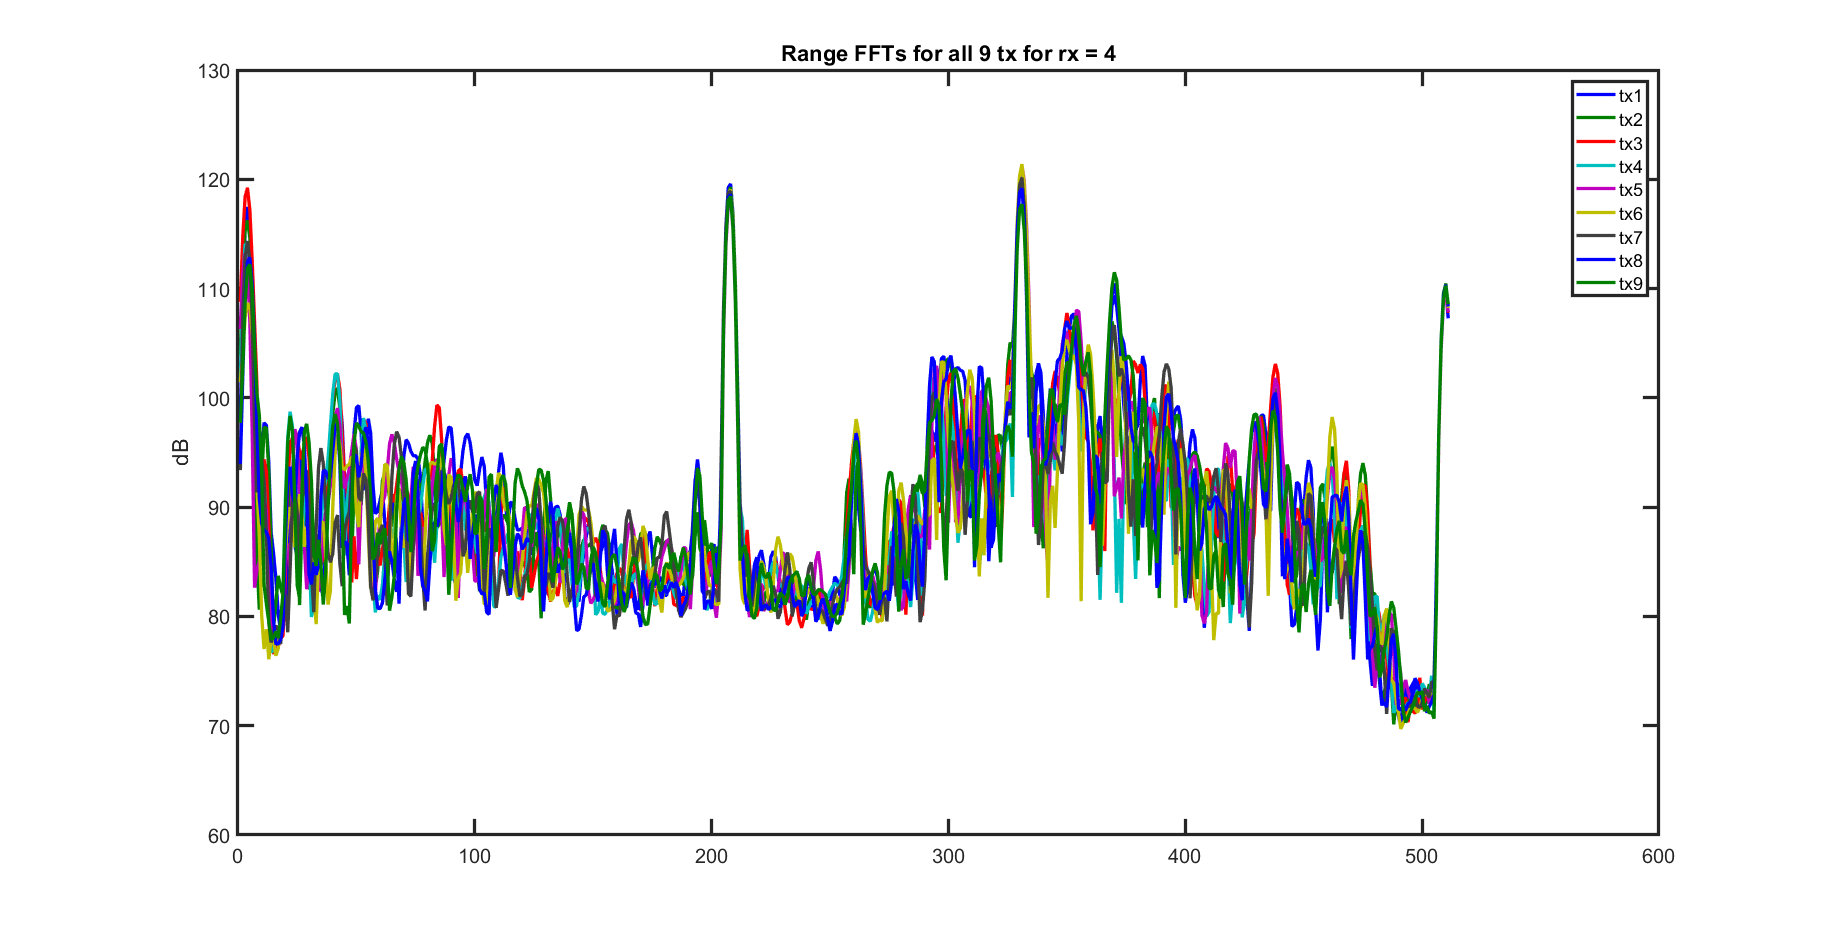 Range FFTs for all 9 tx for rx = 4
130
120
110
100
90
80
70
60
dB
0 100 200 300 400 500 600
tx1
tx2
tx3
tx4
tx5
tx6
tx7
tx8
tx9